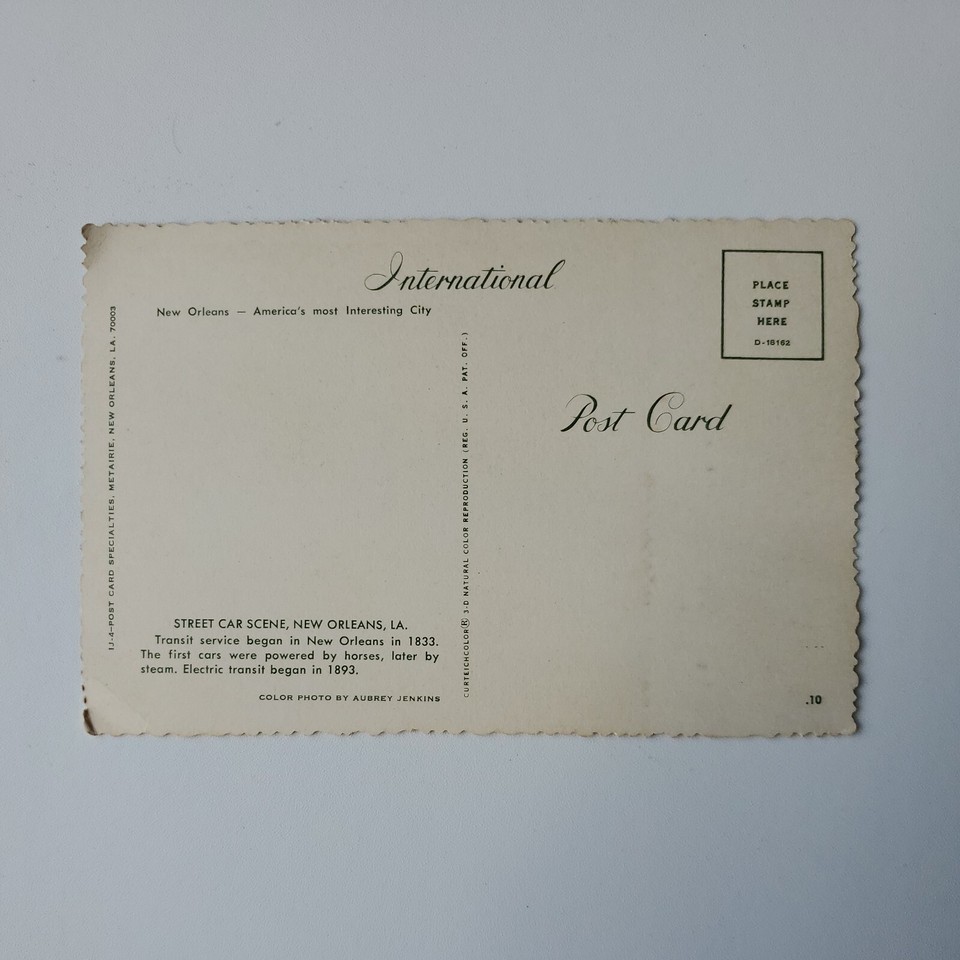 International
New Orleans — America's most Interesting City
PLACE
STAMP
HERE
D-18162
Post Card
IJ-4—POST CARD SPECIALTIES, METAIRIE, NEW ORLEANS, LA. 70003
CURTEICHCOLOR® 3-D NATURAL COLOR REPRODUCTION (REG. U. S. A. PAT. OFF.)
STREET CAR SCENE, NEW ORLEANS, LA.
Transit service began in New Orleans in 1833.
The first cars were powered by horses, later by
steam. Electric transit began in 1893.
COLOR PHOTO BY AUBREY JENKINS
.10